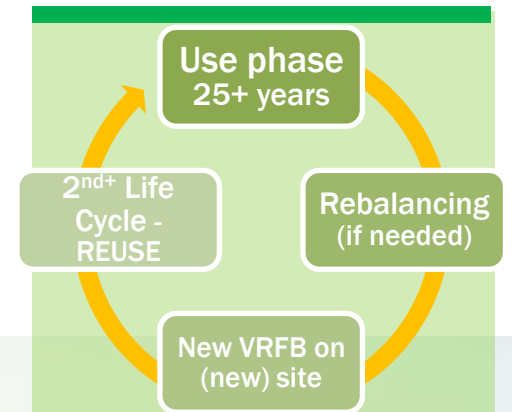 Use phase
25+ years
Rebalancing
(if needed)
New VRFB on
(new) site
2nd+ Life
Cycle -
REUSE